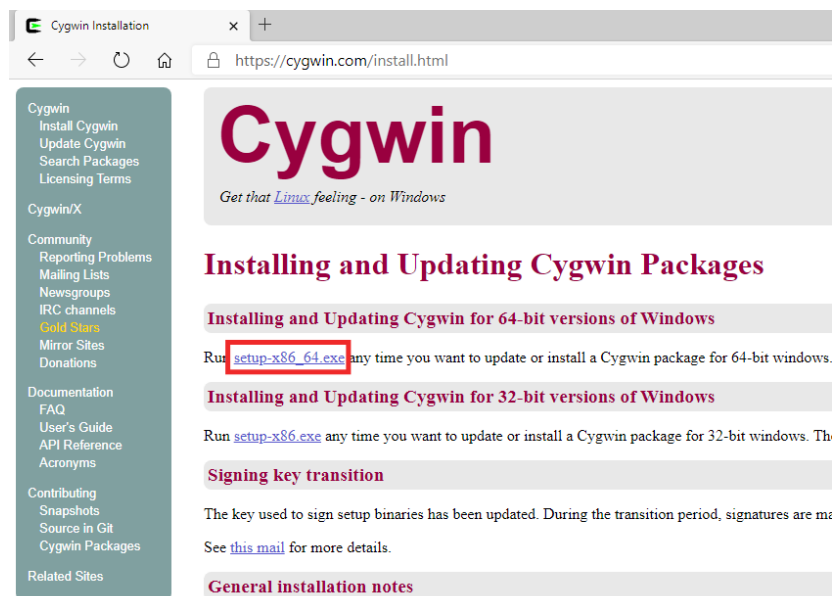 Cygwin Installation
https://cygwin.com/install.html
Cygwin
Install Cygwin
Update Cygwin
Search Packages
Licensing Terms
Cygwin/X
Community
Reporting Problems
Mailing Lists
Newsgroups
IRC channels
Gold Stars
Mirror Sites
Donations
Documentation
FAQ
User's Guide
API Reference
Acronyms
Contributing
Snapshots
Source in Git
Cygwin Packages
Related Sites
Cygwin
Get that Linux feeling - on Windows
Installing and Updating Cygwin Packages
Installing and Updating Cygwin for 64-bit versions of Windows
Run setup-x86_64.exe any time you want to update or install a Cygwin package for 64-bit windows.
Installing and Updating Cygwin for 32-bit versions of Windows
Run setup-x86.exe any time you want to update or install a Cygwin package for 32-bit windows. The
Signing key transition
The key used to sign setup binaries has been updated. During the transition period, signatures are ma
See this mail for more details.
General installation notes